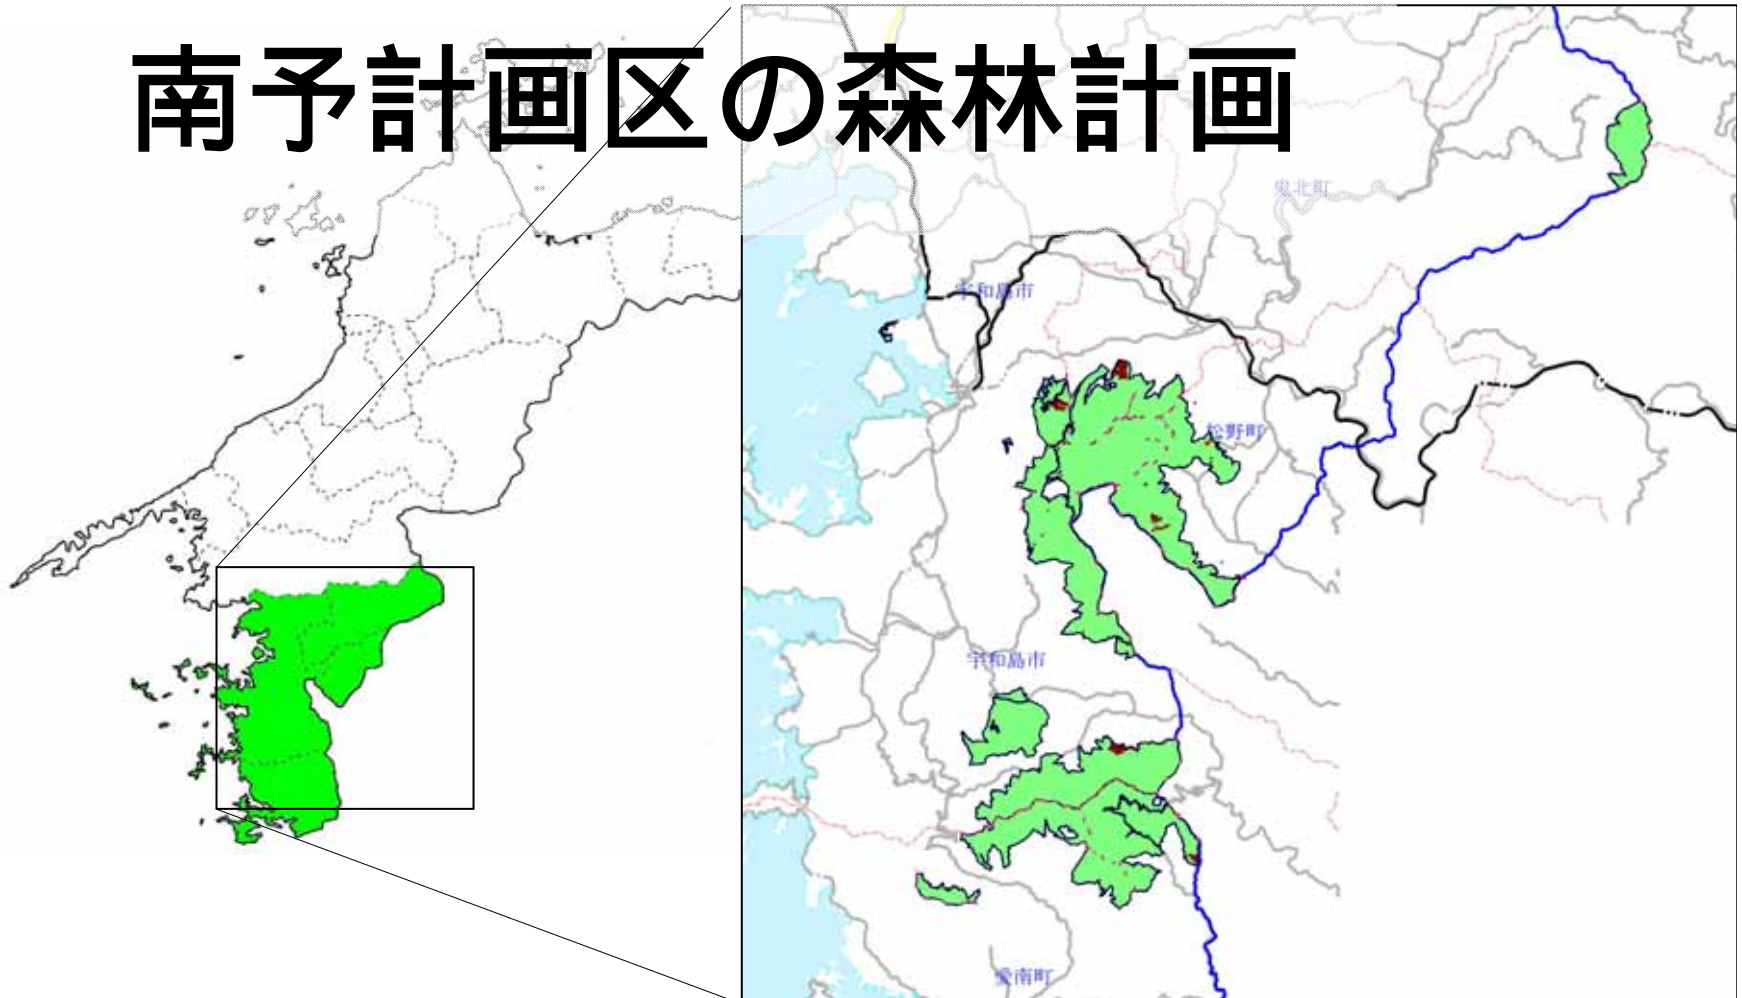 南予計画区の森林計画
鬼北町
宇和島市
松野町
宇和島市
愛南町